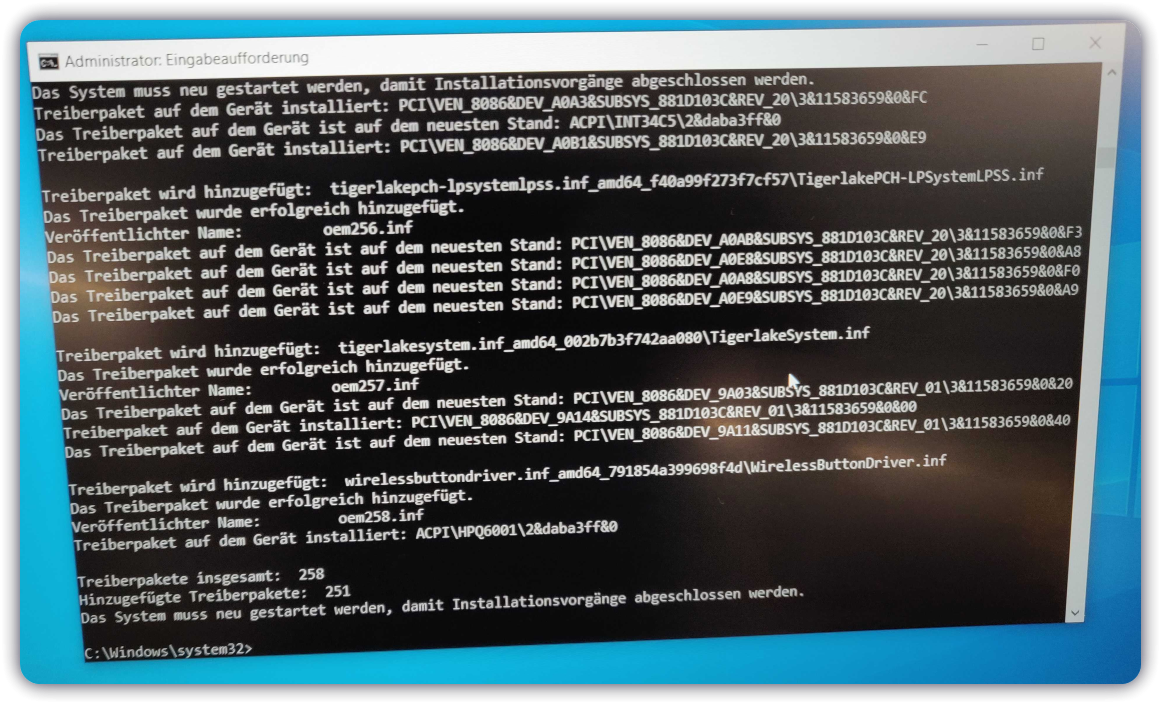 Administrator: Eingabeaufforderung
Das System muss neu gestartet werden, damit Installationsvorgänge abgeschlossen werden.
Treiberpaket auf dem Gerät installiert: PCI\VEN_8086&DEV_A0A3&SUBSYS_881D103C&REV_20\3&11583659&0&FC
Das Treiberpaket auf dem Gerät ist auf dem neuesten Stand: ACPI\INT34C5\2&daba3ff&0
Treiberpaket auf dem Gerät installiert: PCI\VEN_8086&DEV_A0B1&SUBSYS_881D103C&REV_20\3&11583659&0&E9
Treiberpaket wird hinzugefügt:  tigerlakepch-lpsystemlpss.inf_amd64_f40a99f273f7cf57\TigerlakePCH-LPSystemLPSS.inf
Das Treiberpaket wurde erfolgreich hinzugefügt.
Veröffentlichter Name:         oem256.inf
Das Treiberpaket auf dem Gerät ist auf dem neuesten Stand: PCI\VEN_8086&DEV_A0AB&SUBSYS_881D103C&REV_20\3&11583659&0&F3
Das Treiberpaket auf dem Gerät ist auf dem neuesten Stand: PCI\VEN_8086&DEV_A0E8&SUBSYS_881D103C&REV_20\3&11583659&0&A8
Das Treiberpaket auf dem Gerät ist auf dem neuesten Stand: PCI\VEN_8086&DEV_A0A8&SUBSYS_881D103C&REV_20\3&11583659&0&F0
Das Treiberpaket auf dem Gerät ist auf dem neuesten Stand: PCI\VEN_8086&DEV_A0E9&SUBSYS_881D103C&REV_20\3&11583659&0&A9
Treiberpaket wird hinzugefügt:  tigerlakesystem.inf_amd64_002b7b3f742aa080\TigerlakeSystem.inf
Das Treiberpaket wurde erfolgreich hinzugefügt.
Veröffentlichter Name:         oem257.inf
Das Treiberpaket auf dem Gerät ist auf dem neuesten Stand: PCI\VEN_8086&DEV_9A03&SUBSYS_881D103C&REV_01\3&11583659&0&20
Treiberpaket auf dem Gerät installiert: PCI\VEN_8086&DEV_9A14&SUBSYS_881D103C&REV_01\3&11583659&0&00
Das Treiberpaket auf dem Gerät ist auf dem neuesten Stand: PCI\VEN_8086&DEV_9A11&SUBSYS_881D103C&REV_01\3&11583659&0&40
Treiberpaket wird hinzugefügt:  wirelessbuttondriver.inf_amd64_791854a399698f4d\WirelessButtonDriver.inf
Das Treiberpaket wurde erfolgreich hinzugefügt.
Veröffentlichter Name:         oem258.inf
Treiberpaket auf dem Gerät installiert: ACPI\HPQ6001\2&daba3ff&0
Treiberpakete insgesamt:  258
Hinzugefügte Treiberpakete:  251
Das System muss neu gestartet werden, damit Installationsvorgänge abgeschlossen werden.
C:\Windows\system32>